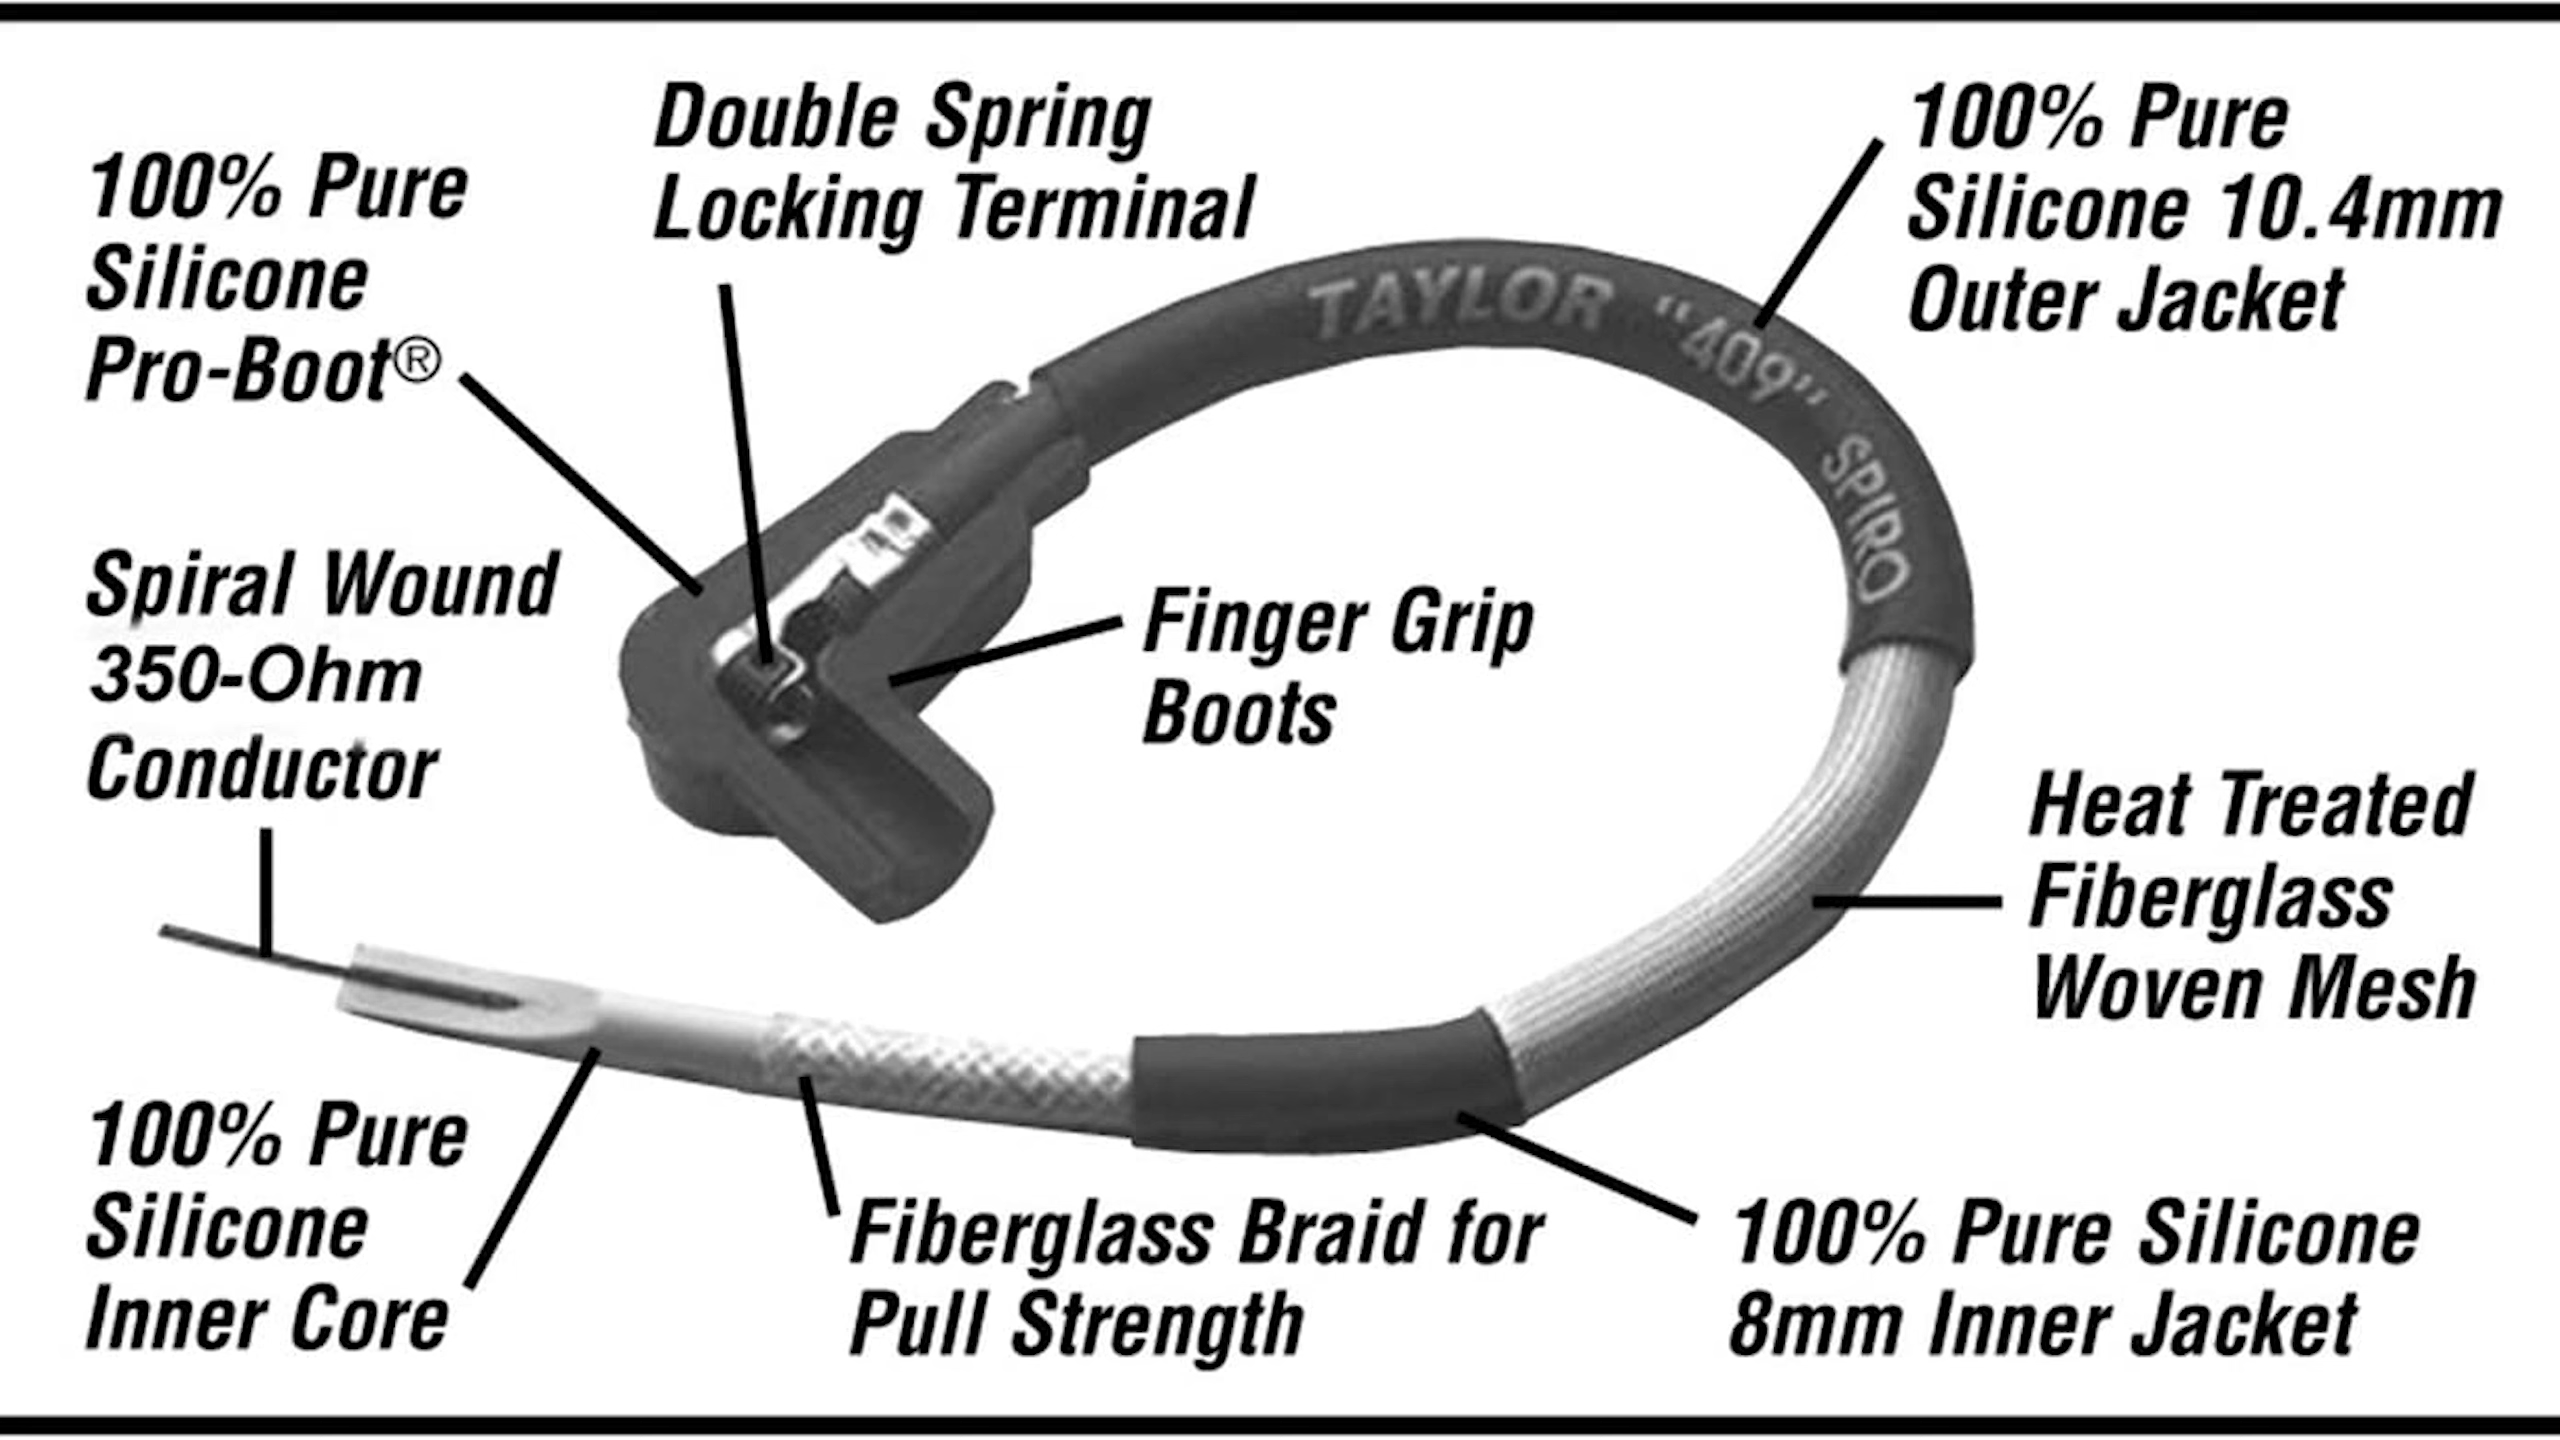 Double Spring
Locking Terminal
100% Pure
Silicone 10.4mm
Outer Jacket
100% Pure
Silicone
Pro-Boot®
TAYLOR "409" SPIRO
Spiral Wound
350-Ohm
Conductor
Finger Grip
Boots
Heat Treated
Fiberglass
Woven Mesh
100% Pure
Silicone
Inner Core
Fiberglass Braid for
Pull Strength
100% Pure Silicone
8mm Inner Jacket